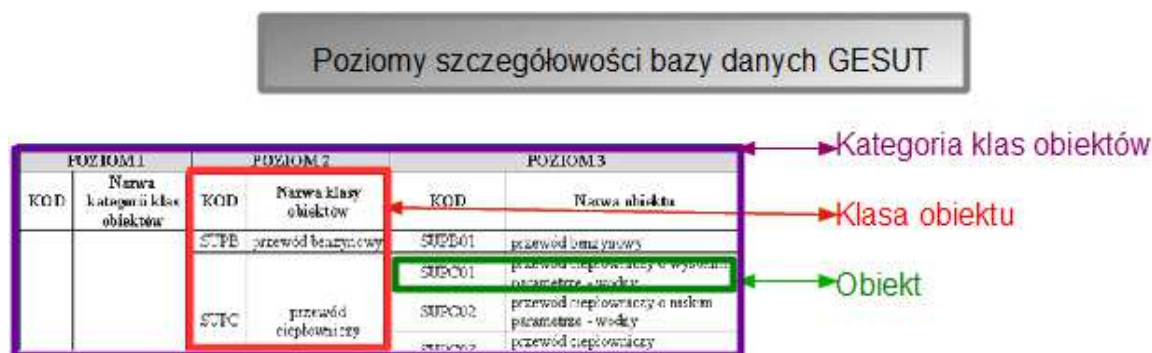 Poziomy szczegółowości bazy danych GESUT
Kategoria klas obiektów
POZIOM 1 POZIOM 2 POZIOM 3
KOD Nazwa kategorii klas obiektów KOD Nazwa klasy obiektów KOD Nazwa obiektu
Klasa obiektu
SUPB przewód benzynowy SUPB01 przewód benzynowy
SUPC01 przewód ciepłowniczy o wysokim parametrze - wodny
Obiekt
SUPC przewód ciepłowniczy SUPC02 przewód ciepłowniczy o niskim parametrze - wodny
przewód ciepłowniczy